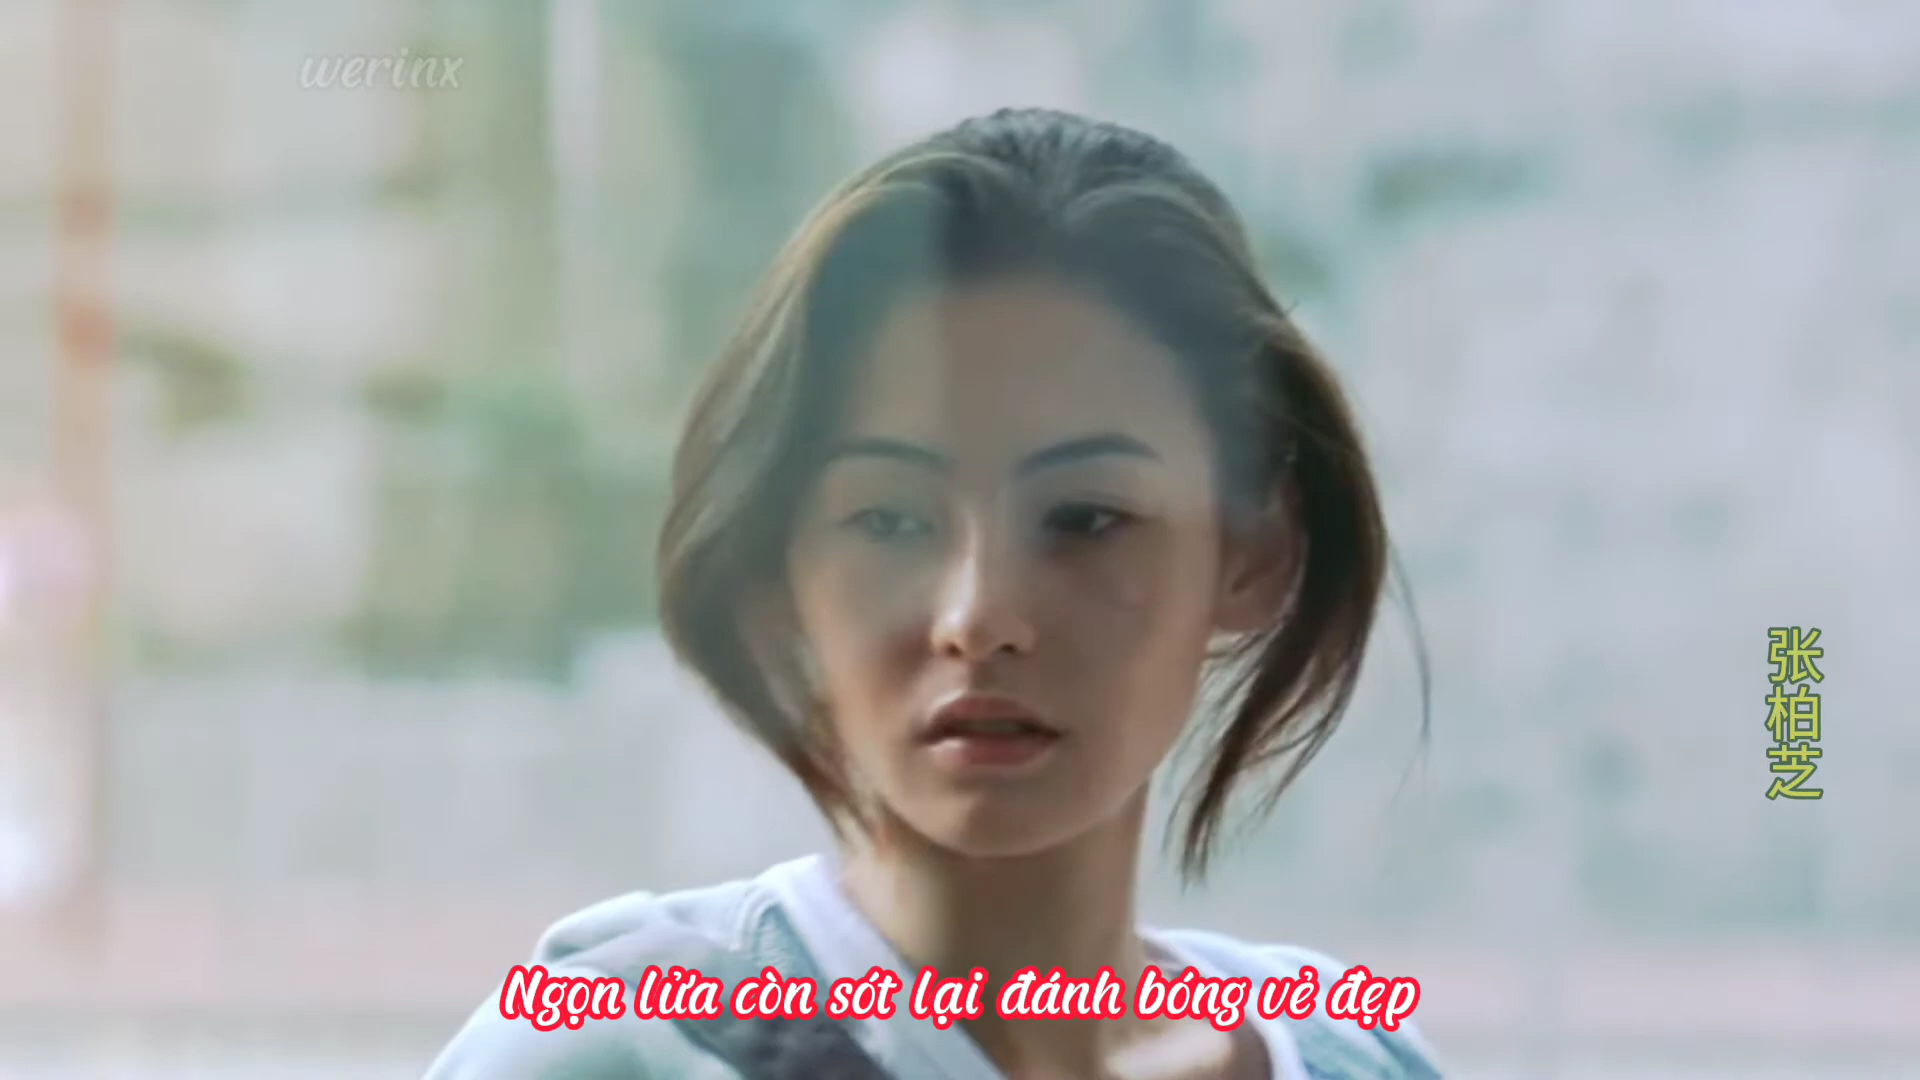 werinx
张柏芝
Ngọn lửa còn sót lại đánh bóng vẻ đẹp